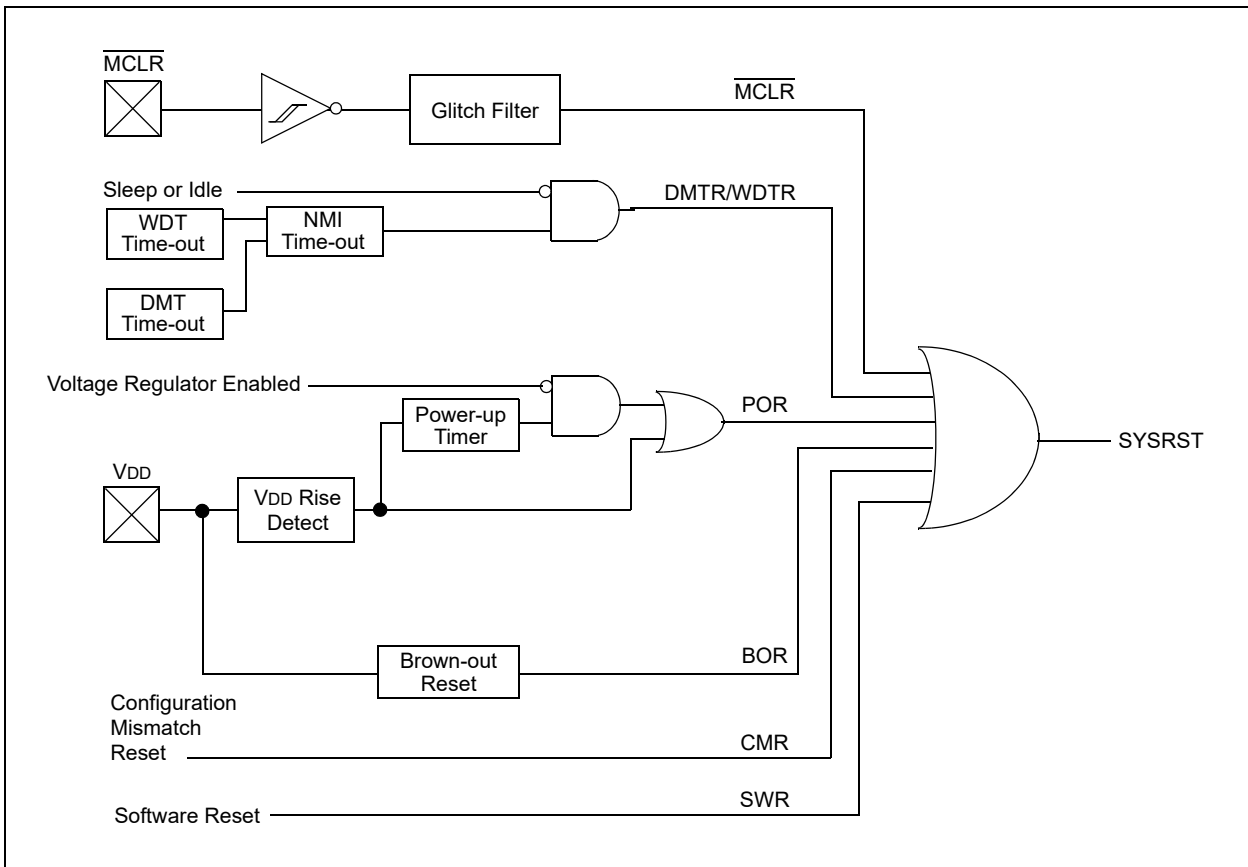 MCLR
Glitch Filter
MCLR
Sleep or Idle
DMTR/WDTR
WDT
Time-out
NMI
Time-out
DMT
Time-out
Voltage Regulator Enabled
Power-up
Timer
POR
SYSRST
VDD
VDD Rise
Detect
Brown-out
Reset
BOR
Configuration
Mismatch
Reset
CMR
Software Reset
SWR